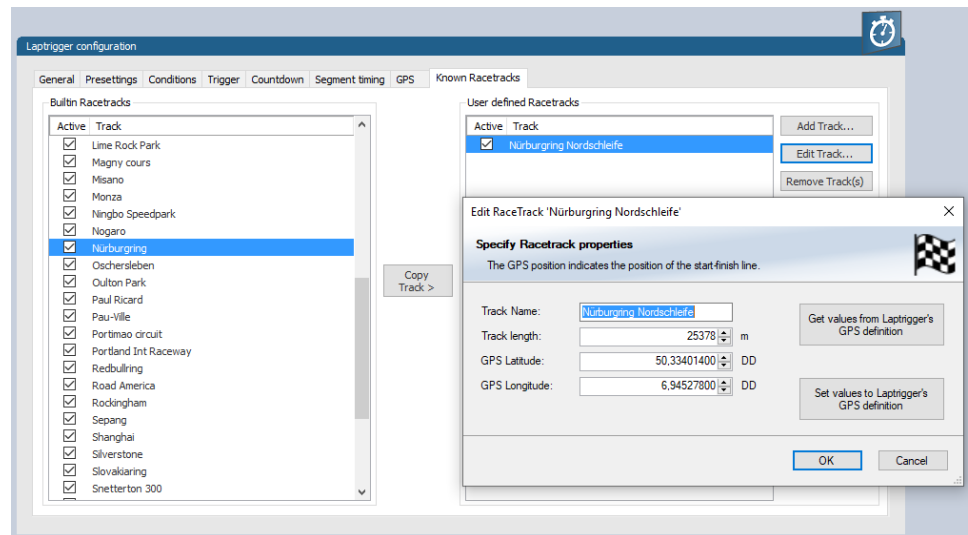 Laptrigger configuration
General Presettings Conditions Trigger Countdown Segment timing GPS Known Racetracks
Builtin Racetracks
Active Track
Lime Rock Park
Magny cours
Misano
Monza
Ningbo Speedpark
Nogaro
Nürburgring
Oschersleben
Oulton Park
Paul Ricard
Pau-Ville
Portimao circuit
Portland Int Raceway
Redbullring
Road America
Rockingham
Sepang
Shanghai
Silverstone
Slovakiaring
Snetterton 300
Copy
Track >
User defined Racetracks
Active Track
Nürburgring Nordschleife
Add Track...
Edit Track...
Remove Track(s)
Edit RaceTrack 'Nürburgring Nordschleife'
Specify Racetrack properties
The GPS position indicates the position of the start-finish line.
Track Name: Nürburgring Nordschleife
Track length: 25378 m
GPS Latitude: 50,33401400 DD
GPS Longitude: 6,94527800 DD
Get values from Laptrigger's
GPS definition
Set values to Laptrigger's
GPS definition
OK Cancel